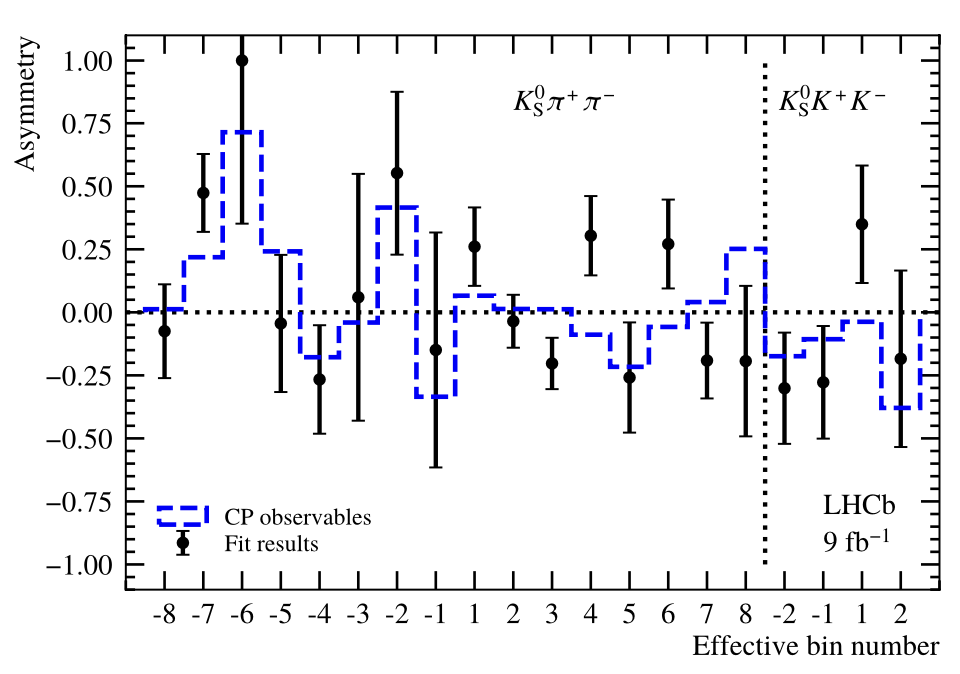 Asymmetry
1.00
0.75
0.50
0.25
0.00
−0.25
−0.50
−0.75
−1.00
K⁰_S π⁺ π⁻
K⁰_S K⁺ K⁻
CP observables
Fit results
LHCb
9 fb⁻¹
-8 -7 -6 -5 -4 -3 -2 -1 1 2 3 4 5 6 7 8 -2 -1 1 2
Effective bin number